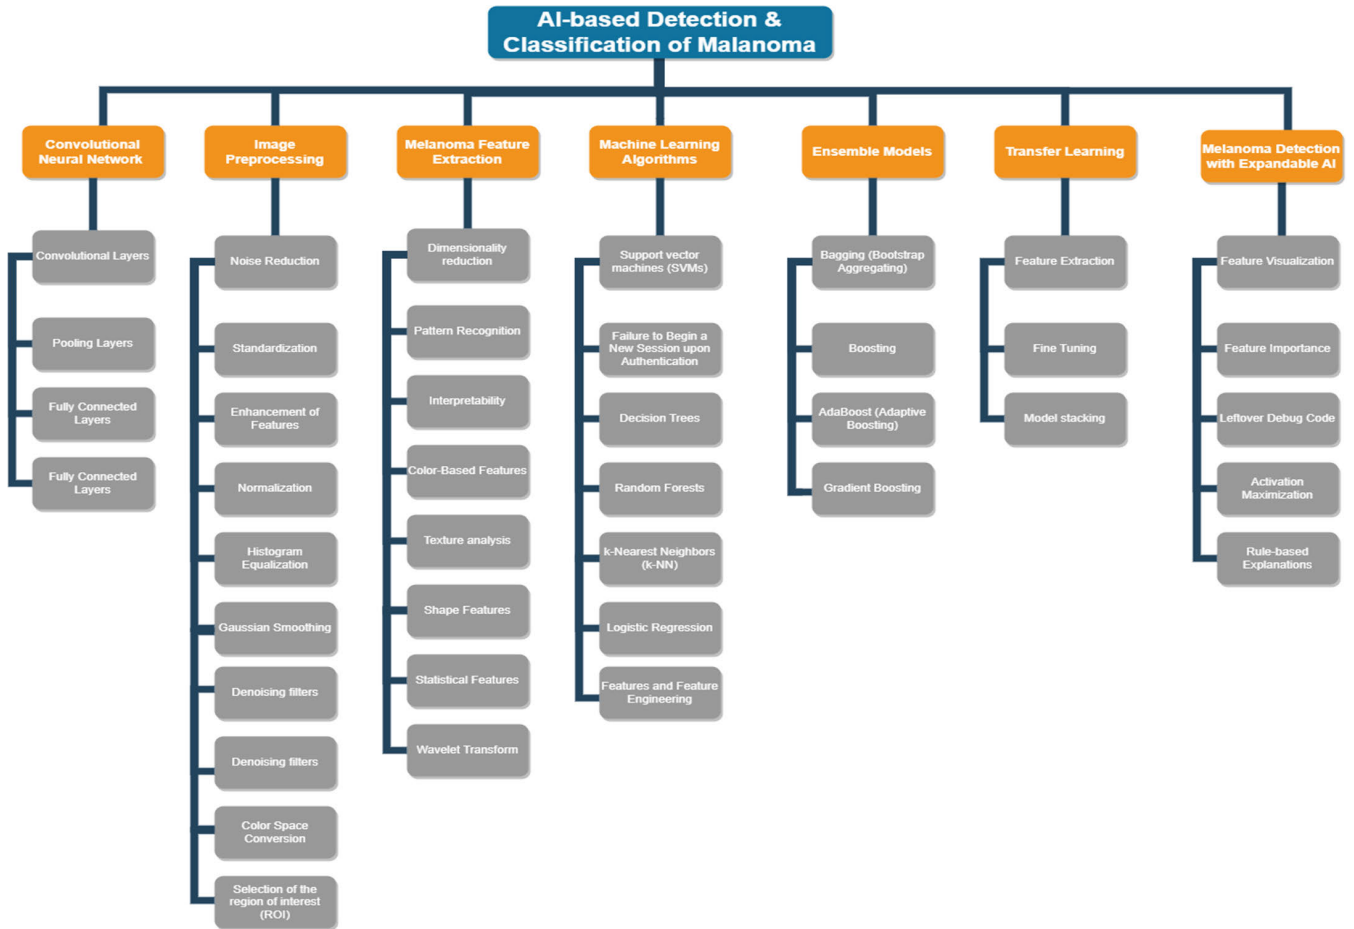 AI-based Detection &
Classification of Malanoma
Convolutional
Neural Network
Convolutional Layers
Pooling Layers
Fully Connected
Layers
Fully Connected
Layers
Image
Preprocessing
Noise Reduction
Standardization
Enhancement of
Features
Normalization
Histogram
Equalization
Gaussian Smoothing
Denoising filters
Denoising filters
Color Space
Conversion
Selection of the
region of interest
(ROI)
Melanoma Feature
Extraction
Dimensionality
reduction
Pattern Recognition
Interpretability
Color-Based Features
Texture analysis
Shape Features
Statistical Features
Wavelet Transform
Machine Learning
Algorithms
Support vector
machines (SVMs)
Failure to Begin a
New Session upon
Authentication
Decision Trees
Random Forests
k-Nearest Neighbors
(k-NN)
Logistic Regression
Features and Feature
Engineering
Ensemble Models
Bagging (Bootstrap
Aggregating)
Boosting
AdaBoost (Adaptive
Boosting)
Gradient Boosting
Transfer Learning
Feature Extraction
Fine Tuning
Model stacking
Melanoma Detection
with Expandable AI
Feature Visualization
Feature Importance
Leftover Debug Code
Activation
Maximization
Rule-based
Explanations